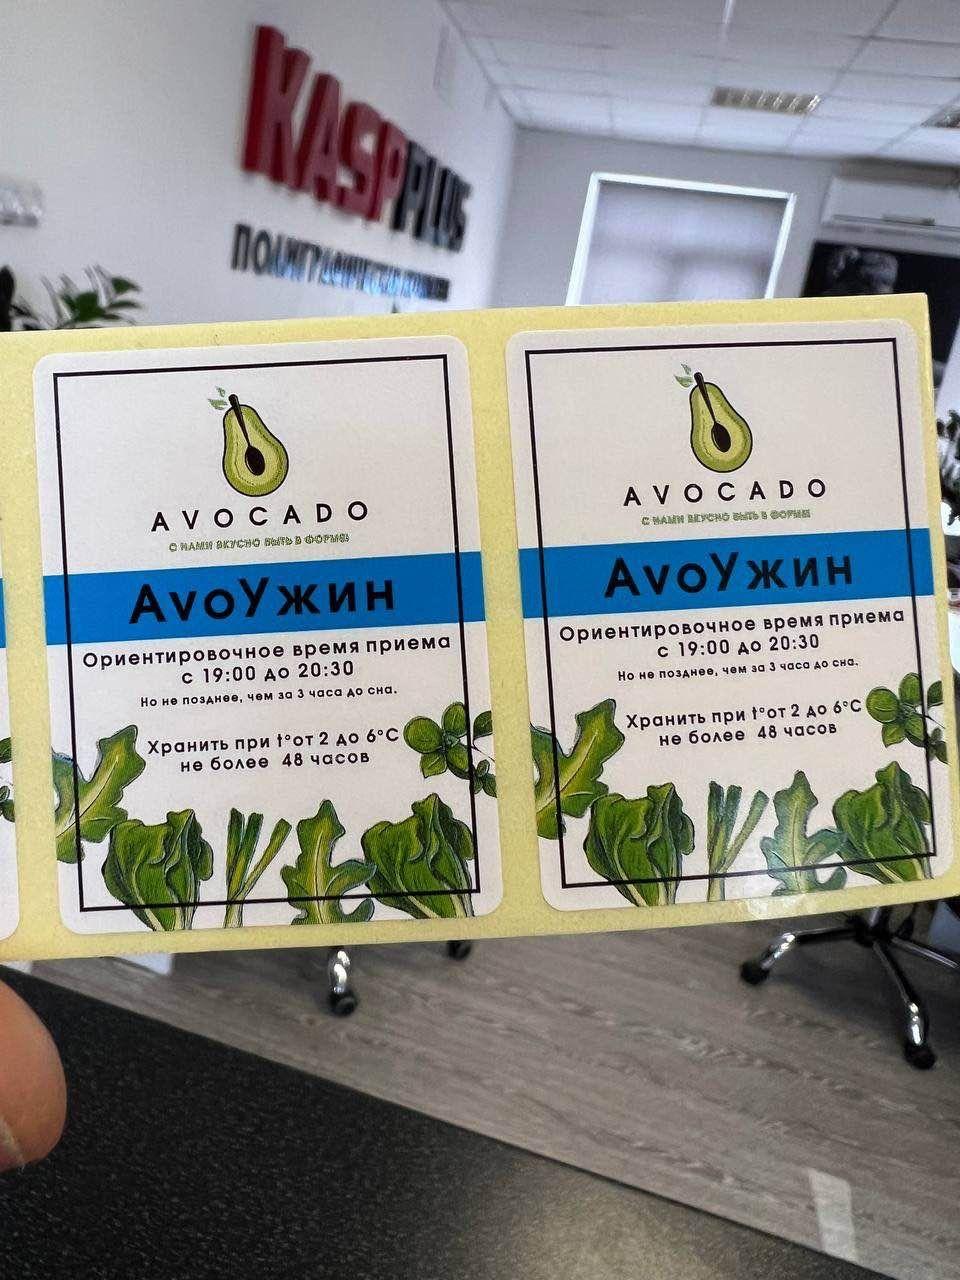 KASPPLUS
AVOCADO
С НАМИ ВКУСНО БЫТЬ В ФОРМЕ!
AvoУжин
Ориентировочное время приема
с 19:00 до 20:30
Но не позднее, чем за 3 часа до сна.
Хранить при t°от 2 до 6°С
не более 48 часов
AVOCADO
С НАМИ ВКУСНО БЫТЬ В ФОРМЕ!
AvoУжин
Ориентировочное время приема
с 19:00 до 20:30
Но не позднее, чем за 3 часа до сна.
Хранить при t°от 2 до 6°С
не более 48 часов